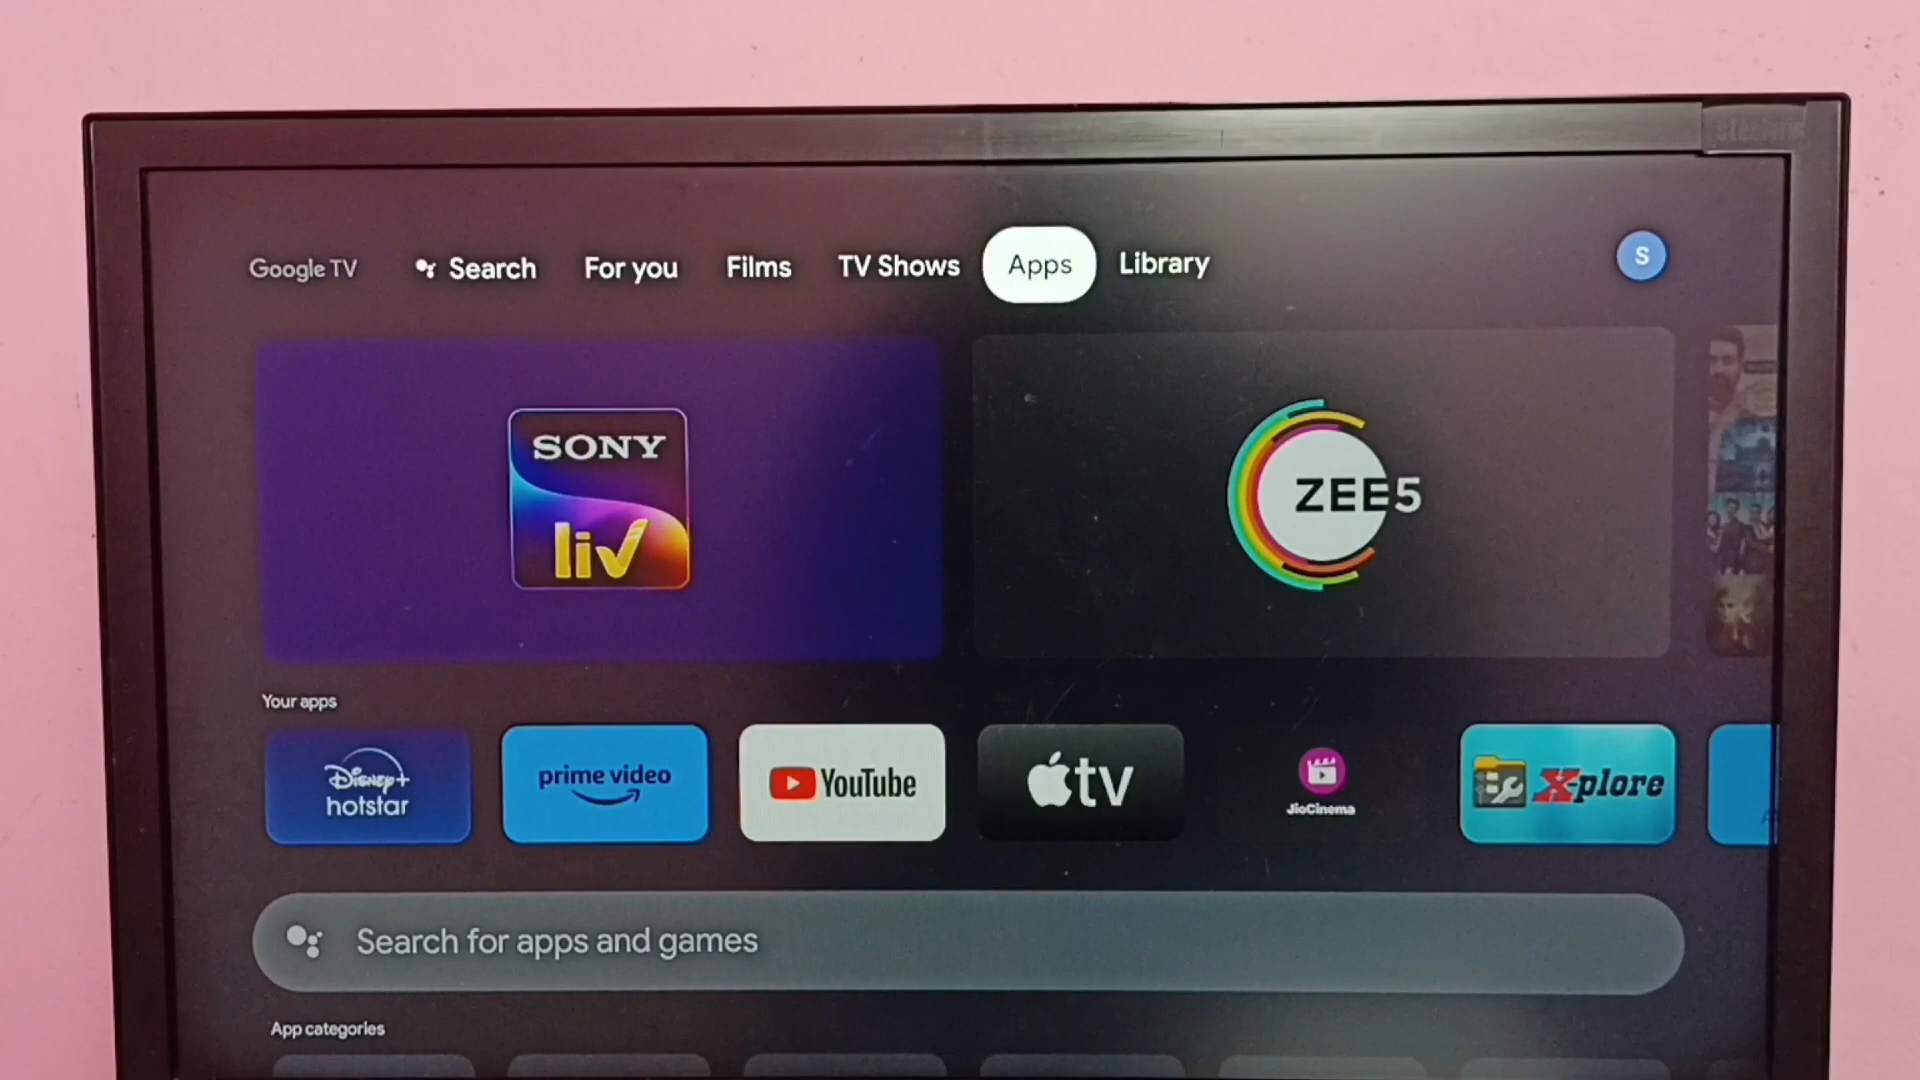 Google TV Search For you Films TV Shows Apps Library S
SONY
liv
ZEE5
Your apps
Disney+
hotstar
prime video
YouTube
tv
JioCinema
X-plore
Search for apps and games
App categories